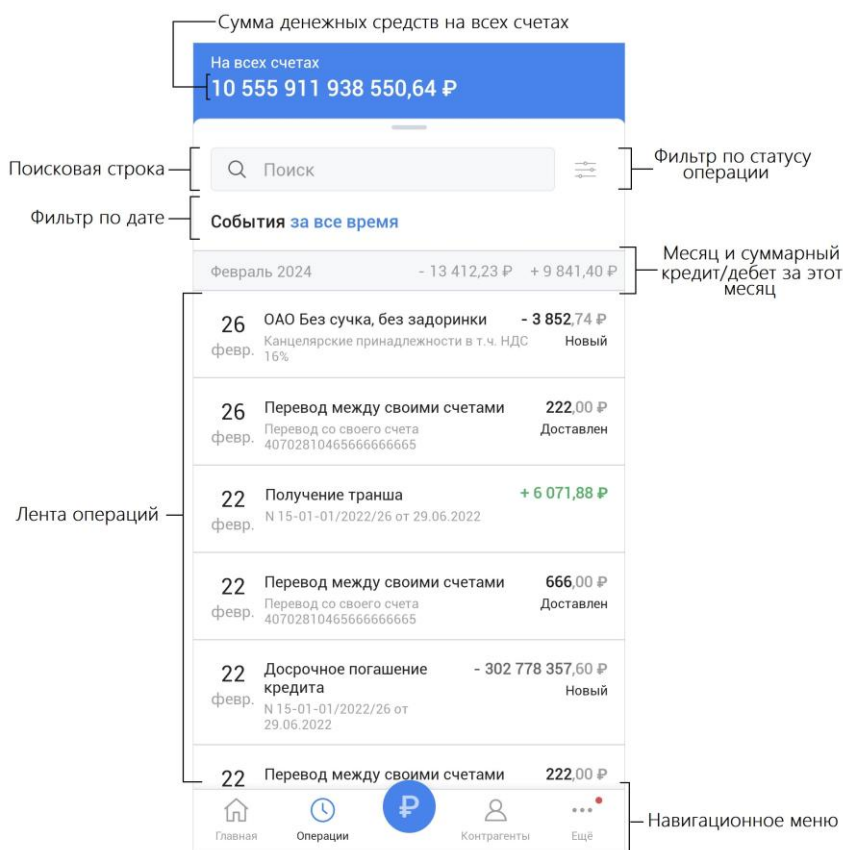 Сумма денежных средств на всех счетах
На всех счетах
10 555 911 938 550,64 ₽
Поисковая строка
Поиск
Фильтр по статусу
операции
Фильтр по дате
События за все время
Месяц и суммарный
кредит/дебет за этот
месяц
Февраль 2024 - 13 412,23 ₽ + 9 841,40 ₽
26 ОАО Без сучка, без задоринки - 3 852,74 ₽
февр. Канцелярские принадлежности в т.ч. НДС Новый
16%
26 Перевод между своими счетами 222,00 ₽
февр. Перевод со своего счета Доставлен
40702810465666666665
Лента операций
22 Получение транша + 6 071,88 ₽
февр. N 15-01-01/2022/26 от 29.06.2022
22 Перевод между своими счетами 666,00 ₽
февр. Перевод со своего счета Доставлен
40702810465666666665
22 Досрочное погашение - 302 778 357,60 ₽
февр. кредита Новый
N 15-01-01/2022/26 от
29.06.2022
22 Перевод между своими счетами 222,00 ₽
₽
Главная Операции Контрагенты Ещё
Навигационное меню